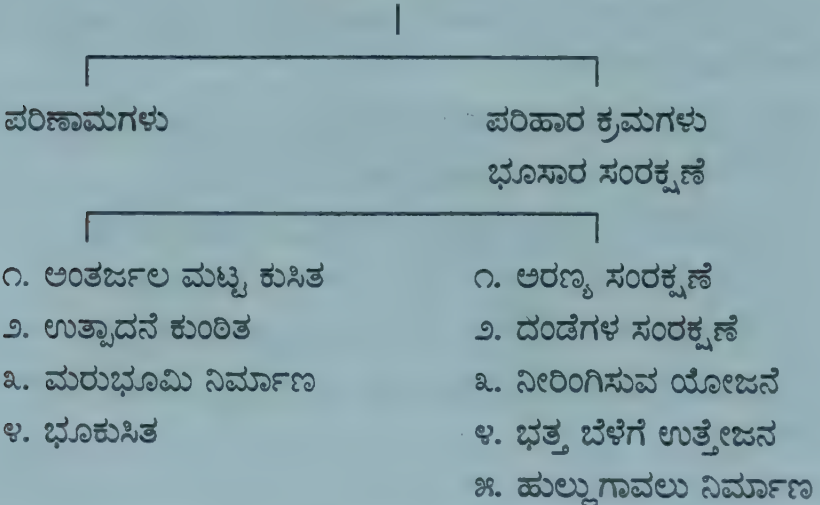 ಪರಿಣಾಮಗಳು
ಪರಿಹಾರ ಕ್ರಮಗಳು
ಭೂಸಾರ ಸಂರಕ್ಷಣೆ
೧. ಅಂತರ್ಜಲ ಮಟ್ಟ ಕುಸಿತ
೨. ಉತ್ಪಾದನೆ ಕುಂಠಿತ
೩. ಮರುಭೂಮಿ ನಿರ್ಮಾಣ
೪. ಭೂಕುಸಿತ
೧. ಅರಣ್ಯ ಸಂರಕ್ಷಣೆ
೨. ದಂಡೆಗಳ ಸಂರಕ್ಷಣೆ
೩. ನೀರಿಂಗಿಸುವ ಯೋಜನೆ
೪. ಭತ್ತ ಬೆಳೆಗೆ ಉತ್ತೇಜನ
೫. ಹುಲ್ಲುಗಾವಲು ನಿರ್ಮಾಣ